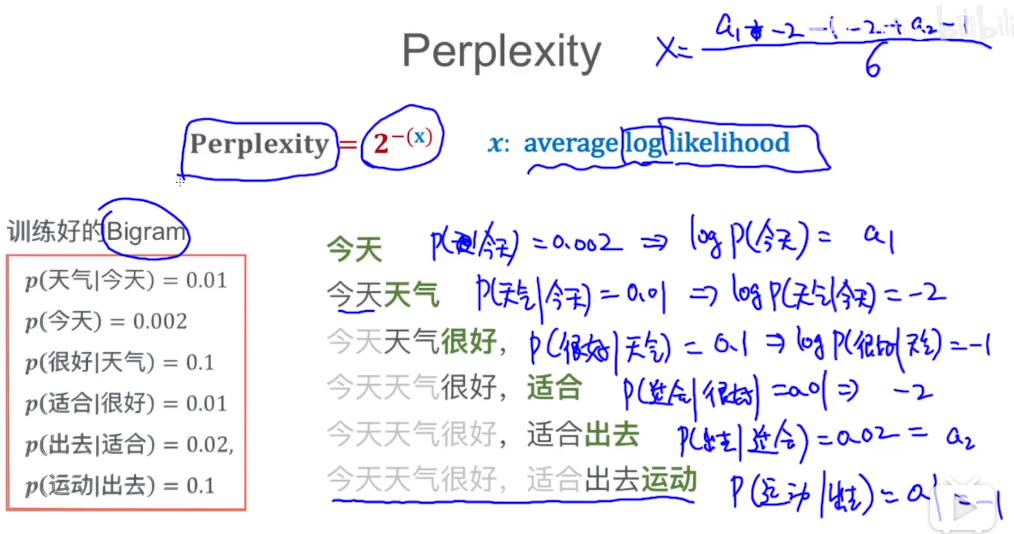 Perplexity
x = a₁ + -2 -1 -2 + a₂ -1 / 6
bilibili
Perplexity = 2^-(x)
x: average log likelihood
训练好的Bigram
p(天气|今天) = 0.01
p(今天) = 0.002
p(很好|天气) = 0.1
p(适合|很好) = 0.01
p(出去|适合) = 0.02,
p(运动|出去) = 0.1
今天 p(今天) = 0.002 ⇒ log p(今天) = a₁
今天天气 p(天气|今天) = 0.01 ⇒ log p(天气|今天) = -2
今天天气很好, p(很好|天气) = 0.1 ⇒ log p(很好|天气) = -1
今天天气很好, 适合 p(适合|很好) = 0.01 ⇒ -2
今天天气很好, 适合出去 p(出去|适合) = 0.02 = a₂
今天天气很好, 适合出去运动 p(运动|出去) = 0.1 = -1